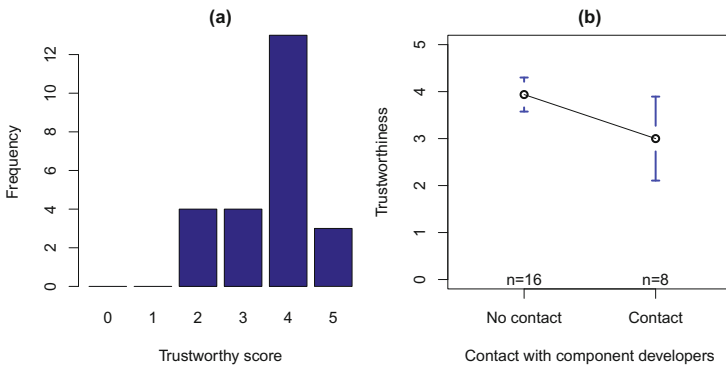 (a)
Frequency
12
10
8
6
4
2
0
0 1 2 3 4 5
Trustworthy score
(b)
Trustworthiness
5
4
3
2
1
0
n=16 n=8
No contact Contact
Contact with component developers